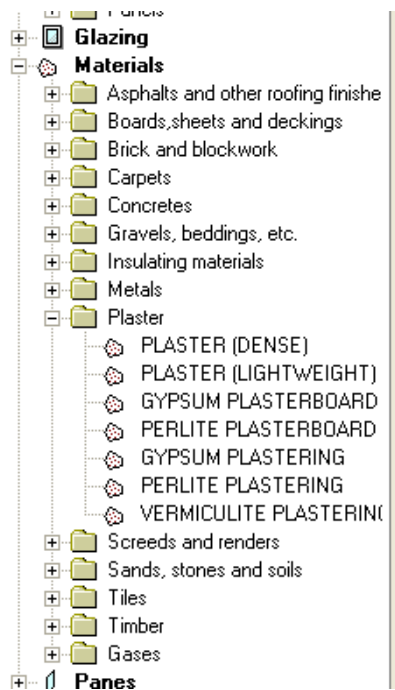 Panels
Glazing
Materials
Asphalts and other roofing finishe
Boards,sheets and deckings
Brick and blockwork
Carpets
Concretes
Gravels, beddings, etc.
Insulating materials
Metals
Plaster
PLASTER (DENSE)
PLASTER (LIGHTWEIGHT)
GYPSUM PLASTERBOARD
PERLITE PLASTERBOARD
GYPSUM PLASTERING
PERLITE PLASTERING
VERMICULITE PLASTERIN
Screeds and renders
Sands, stones and soils
Tiles
Timber
Gases
Panes